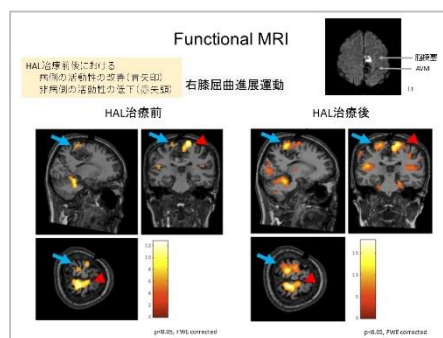 Functional MRI
HAL治療前後における
病側の活動性の改善(青矢印)
非病側の活動性の低下(赤矢頭)
右膝屈曲進展運動
脳梗塞
AVM
HAL治療前
HAL治療後
p<0.05, FWE corrected
p<0.05, FWE corrected